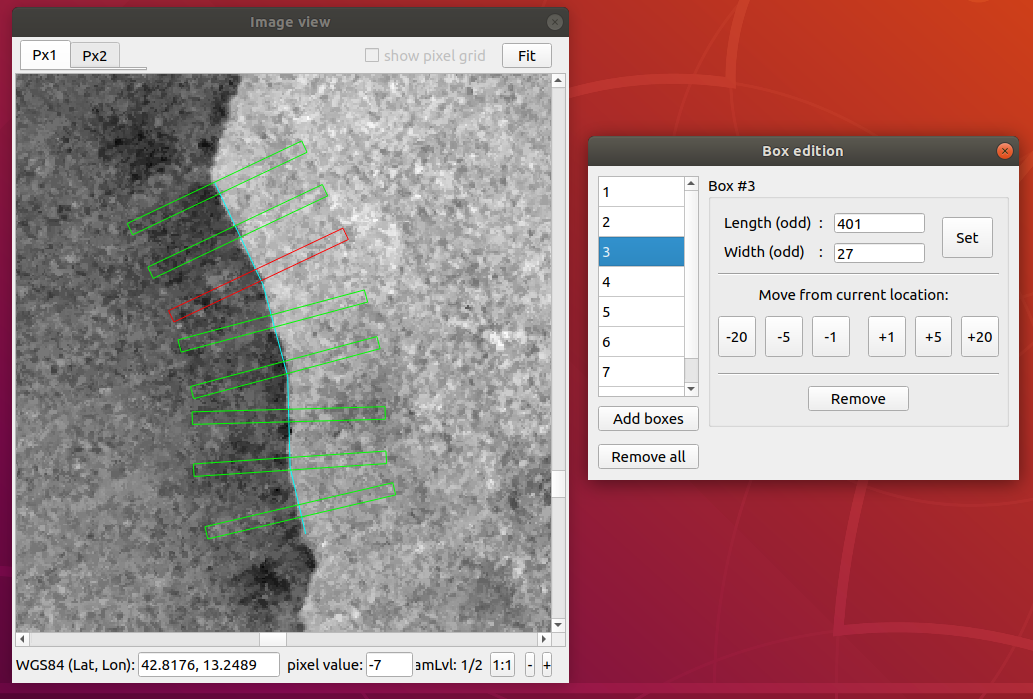 Image view
Px1 Px2 show pixel grid Fit
WGS84 (Lat, Lon): 42.8176, 13.2489 pixel value: -7 amLvl: 1/2 1:1 - +
Box edition
1
2
3
4
5
6
7
Add boxes
Remove all
Box #3
Length (odd) : 401
Width (odd) : 27
Set
Move from current location:
-20 -5 -1 +1 +5 +20
Remove